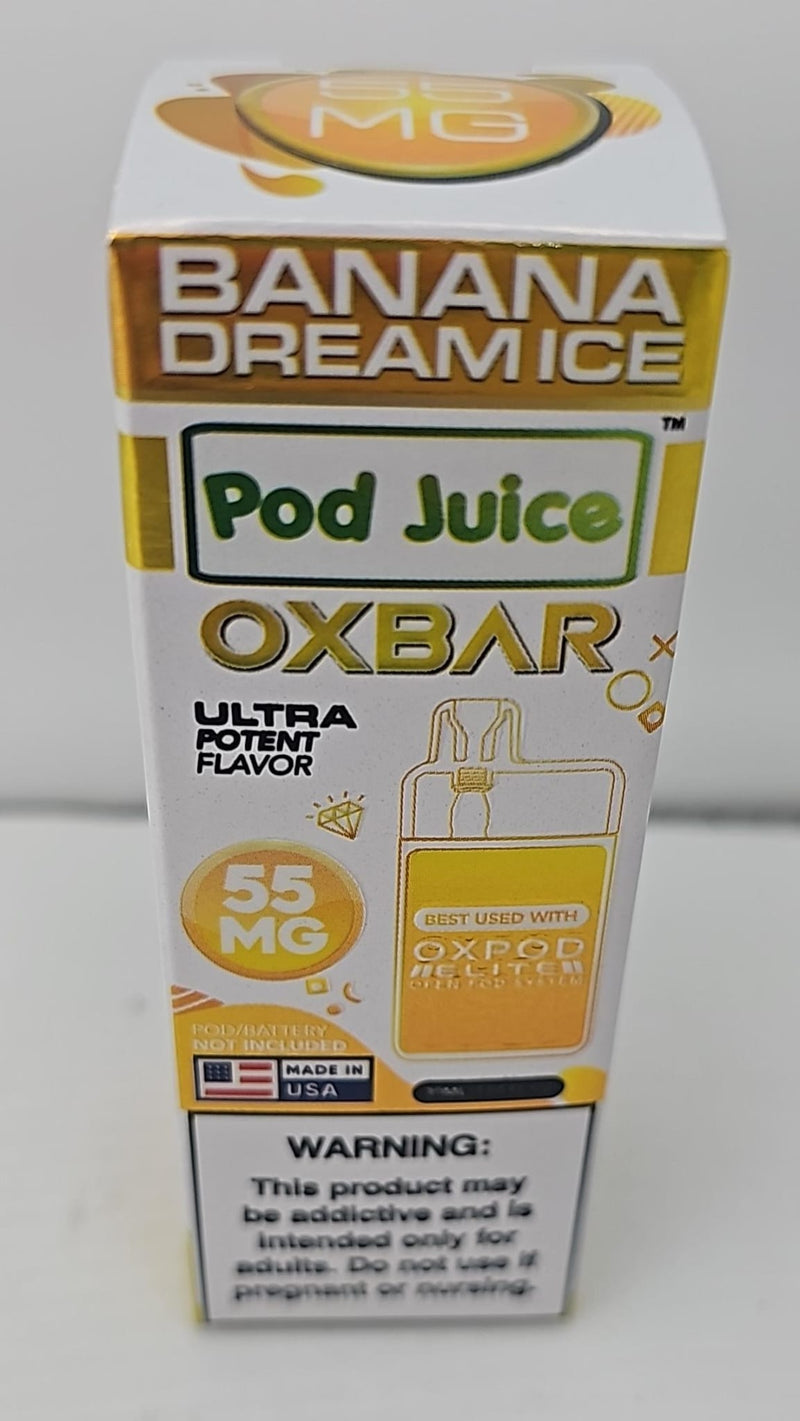 55
MG
BANANA
DREAM ICE
TM
Pod Juice
OXBAR
ULTRA
POTENT
FLAVOR
55
MG
BEST USED WITH
OXPOD
ELITE
OPEN POD SYSTEM
POD/BATTERY
NOT INCLUDED
MADE IN
USA
WARNING:
This product may
be addictive and is
intended only for
adults. Do not use if
pregnant or nursing.